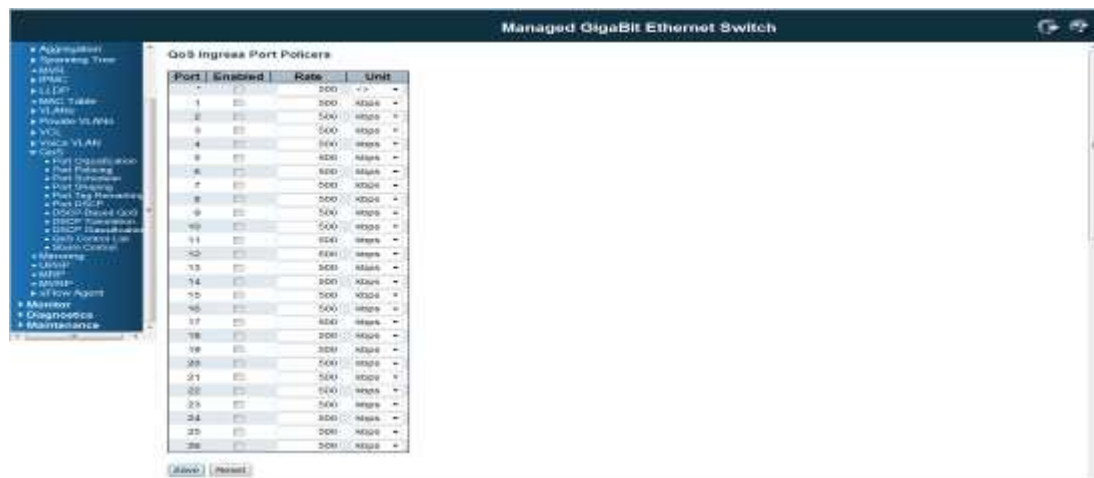 Managed GigaBit Ethernet Switch
Aggregation
Spanning Tree
MVR
IPMC
LLDP
MAC Table
VLANs
Private VLANs
VCL
Voice VLAN
QoS
Port Classification
Port Policing
Port Scheduler
Port Shaping
Port Tag Remarking
Port DSCP
DSCP-Based QoS
DSCP Translation
DSCP Classification
QoS Control List
Storm Control
Mirroring
UPnP
MRP
MVRP
sFlow Agent
Monitor
Diagnostics
Maintenance
QoS Ingress Port Policers
Port Enabled Rate Unit
* 500 <>
1 500 kbps
2 500 kbps
3 500 kbps
4 500 kbps
5 500 kbps
6 500 kbps
7 500 kbps
8 500 kbps
9 500 kbps
10 500 kbps
11 500 kbps
12 500 kbps
13 500 kbps
14 500 kbps
15 500 kbps
16 500 kbps
17 500 kbps
18 500 kbps
19 500 kbps
20 500 kbps
21 500 kbps
22 500 kbps
23 500 kbps
24 500 kbps
25 500 kbps
26 500 kbps
Save Reset